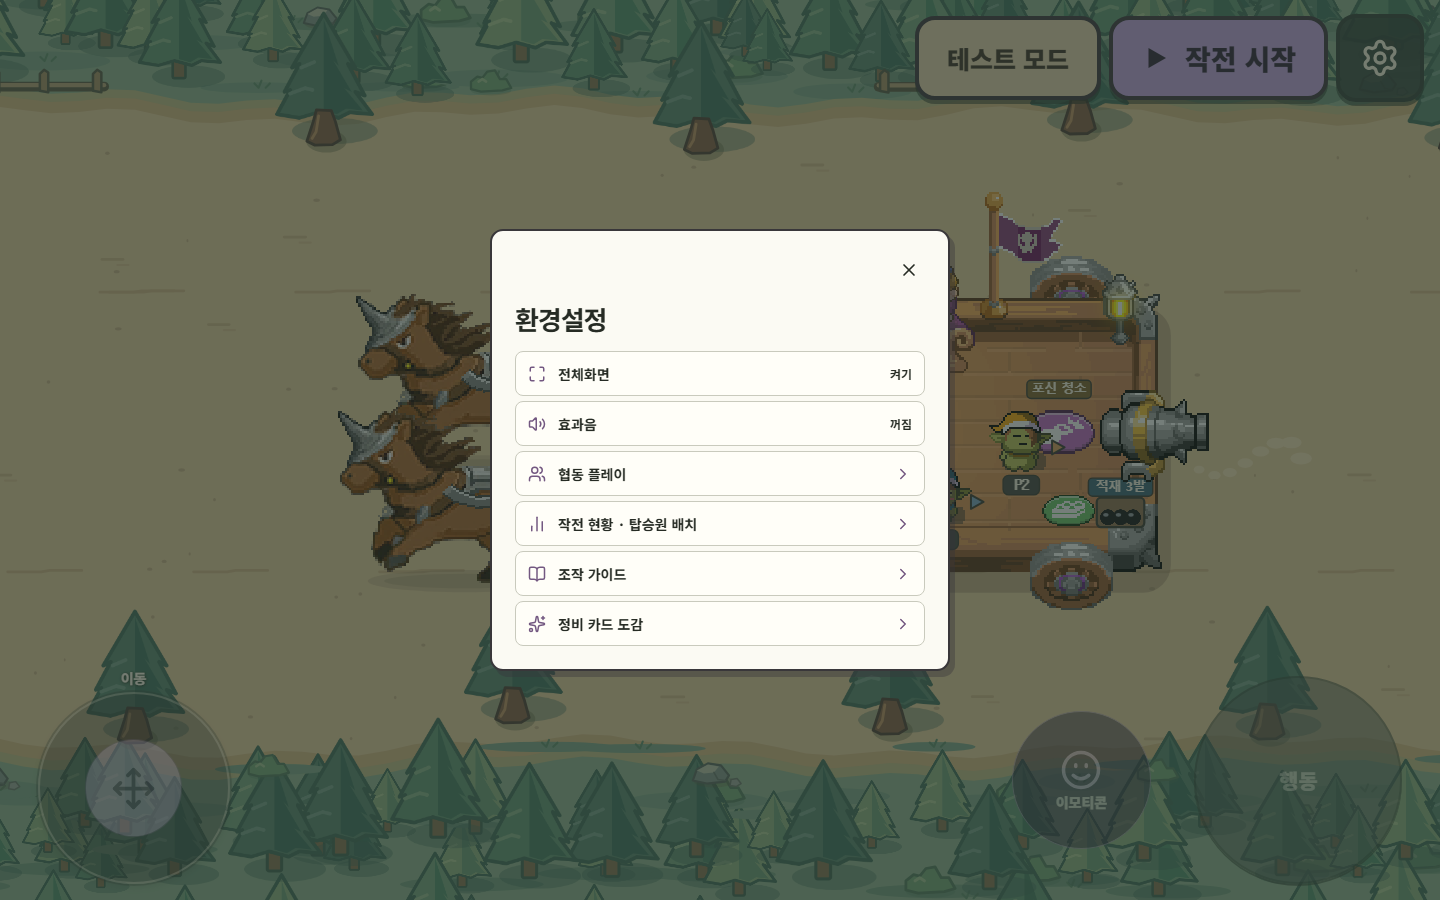 테스트 모드
작전 시작
환경설정
전체화면 켜기
효과음 꺼짐
협동 플레이
작전 현황 · 탑승원 배치
조작 가이드
정비 카드 도감
포신 청소
P2
적재 3발
이동
이모티콘
행동